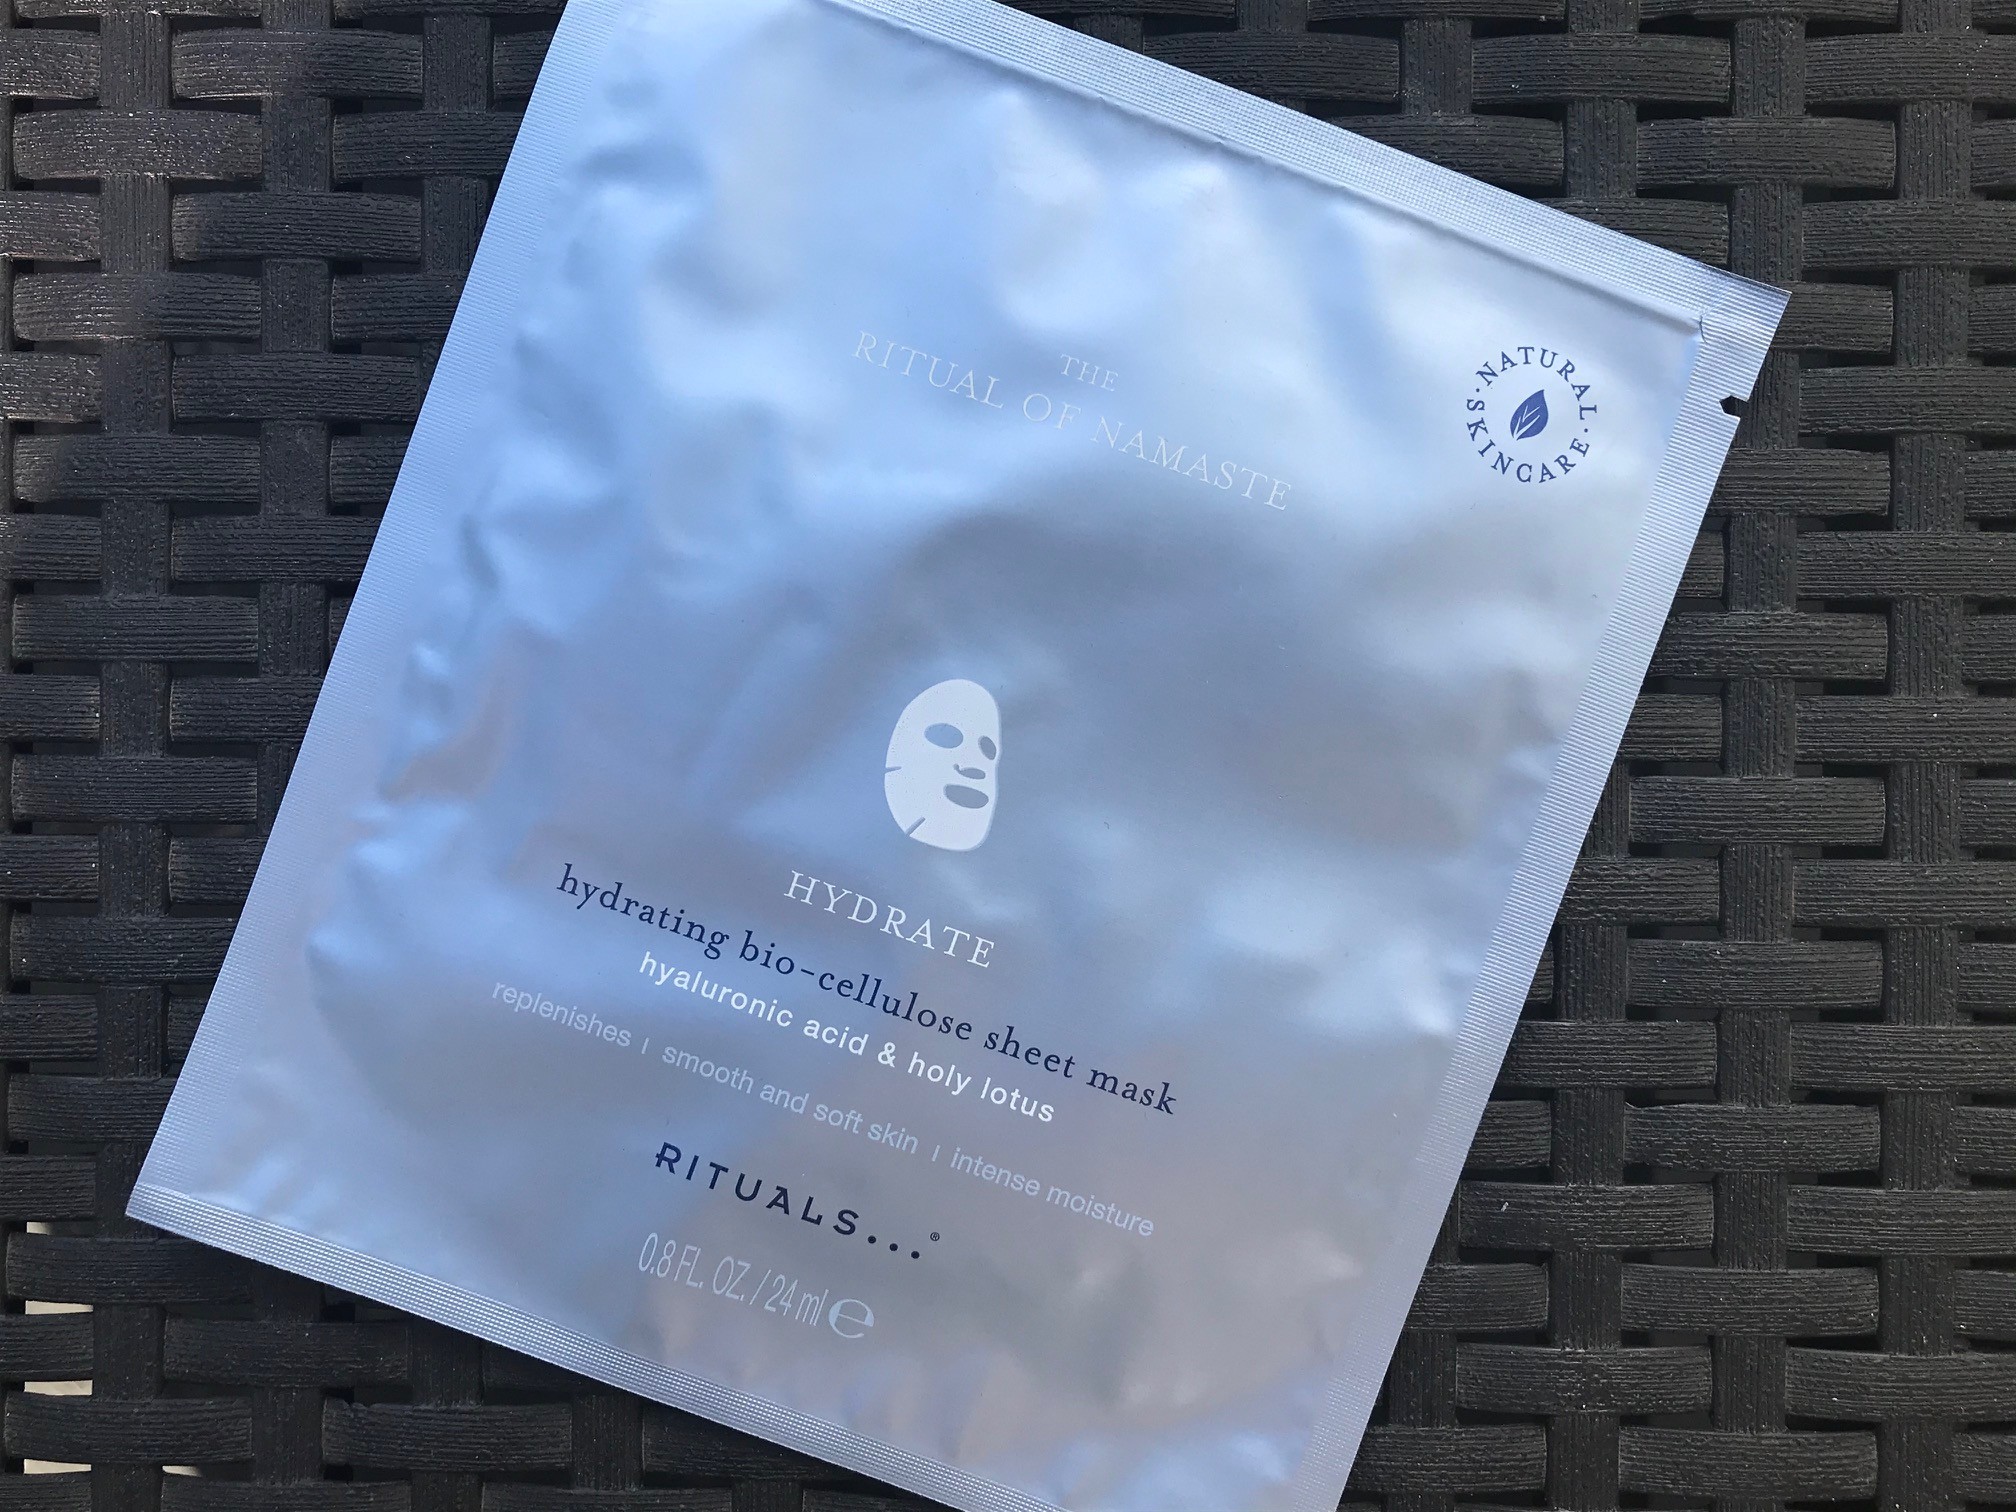 THE
RITUAL OF NAMASTE
·NATURAL·
SKINCARE
HYDRATE
hydrating bio-cellulose sheet mask
hyaluronic acid & holy lotus
replenishes | smooth and soft skin | intense moisture
RITUALS...®
0.8 FL. OZ. / 24 ml ℮